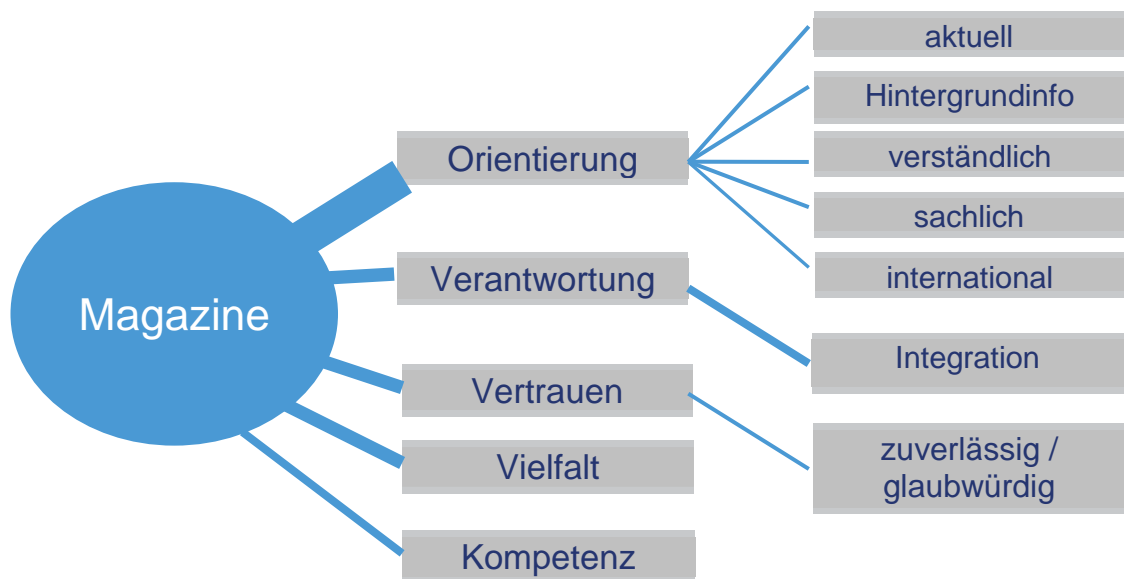 Magazine
Orientierung
Verantwortung
Vertrauen
Vielfalt
Kompetenz
aktuell
Hintergrundinfo
verständlich
sachlich
international
Integration
zuverlässig /
glaubwürdig